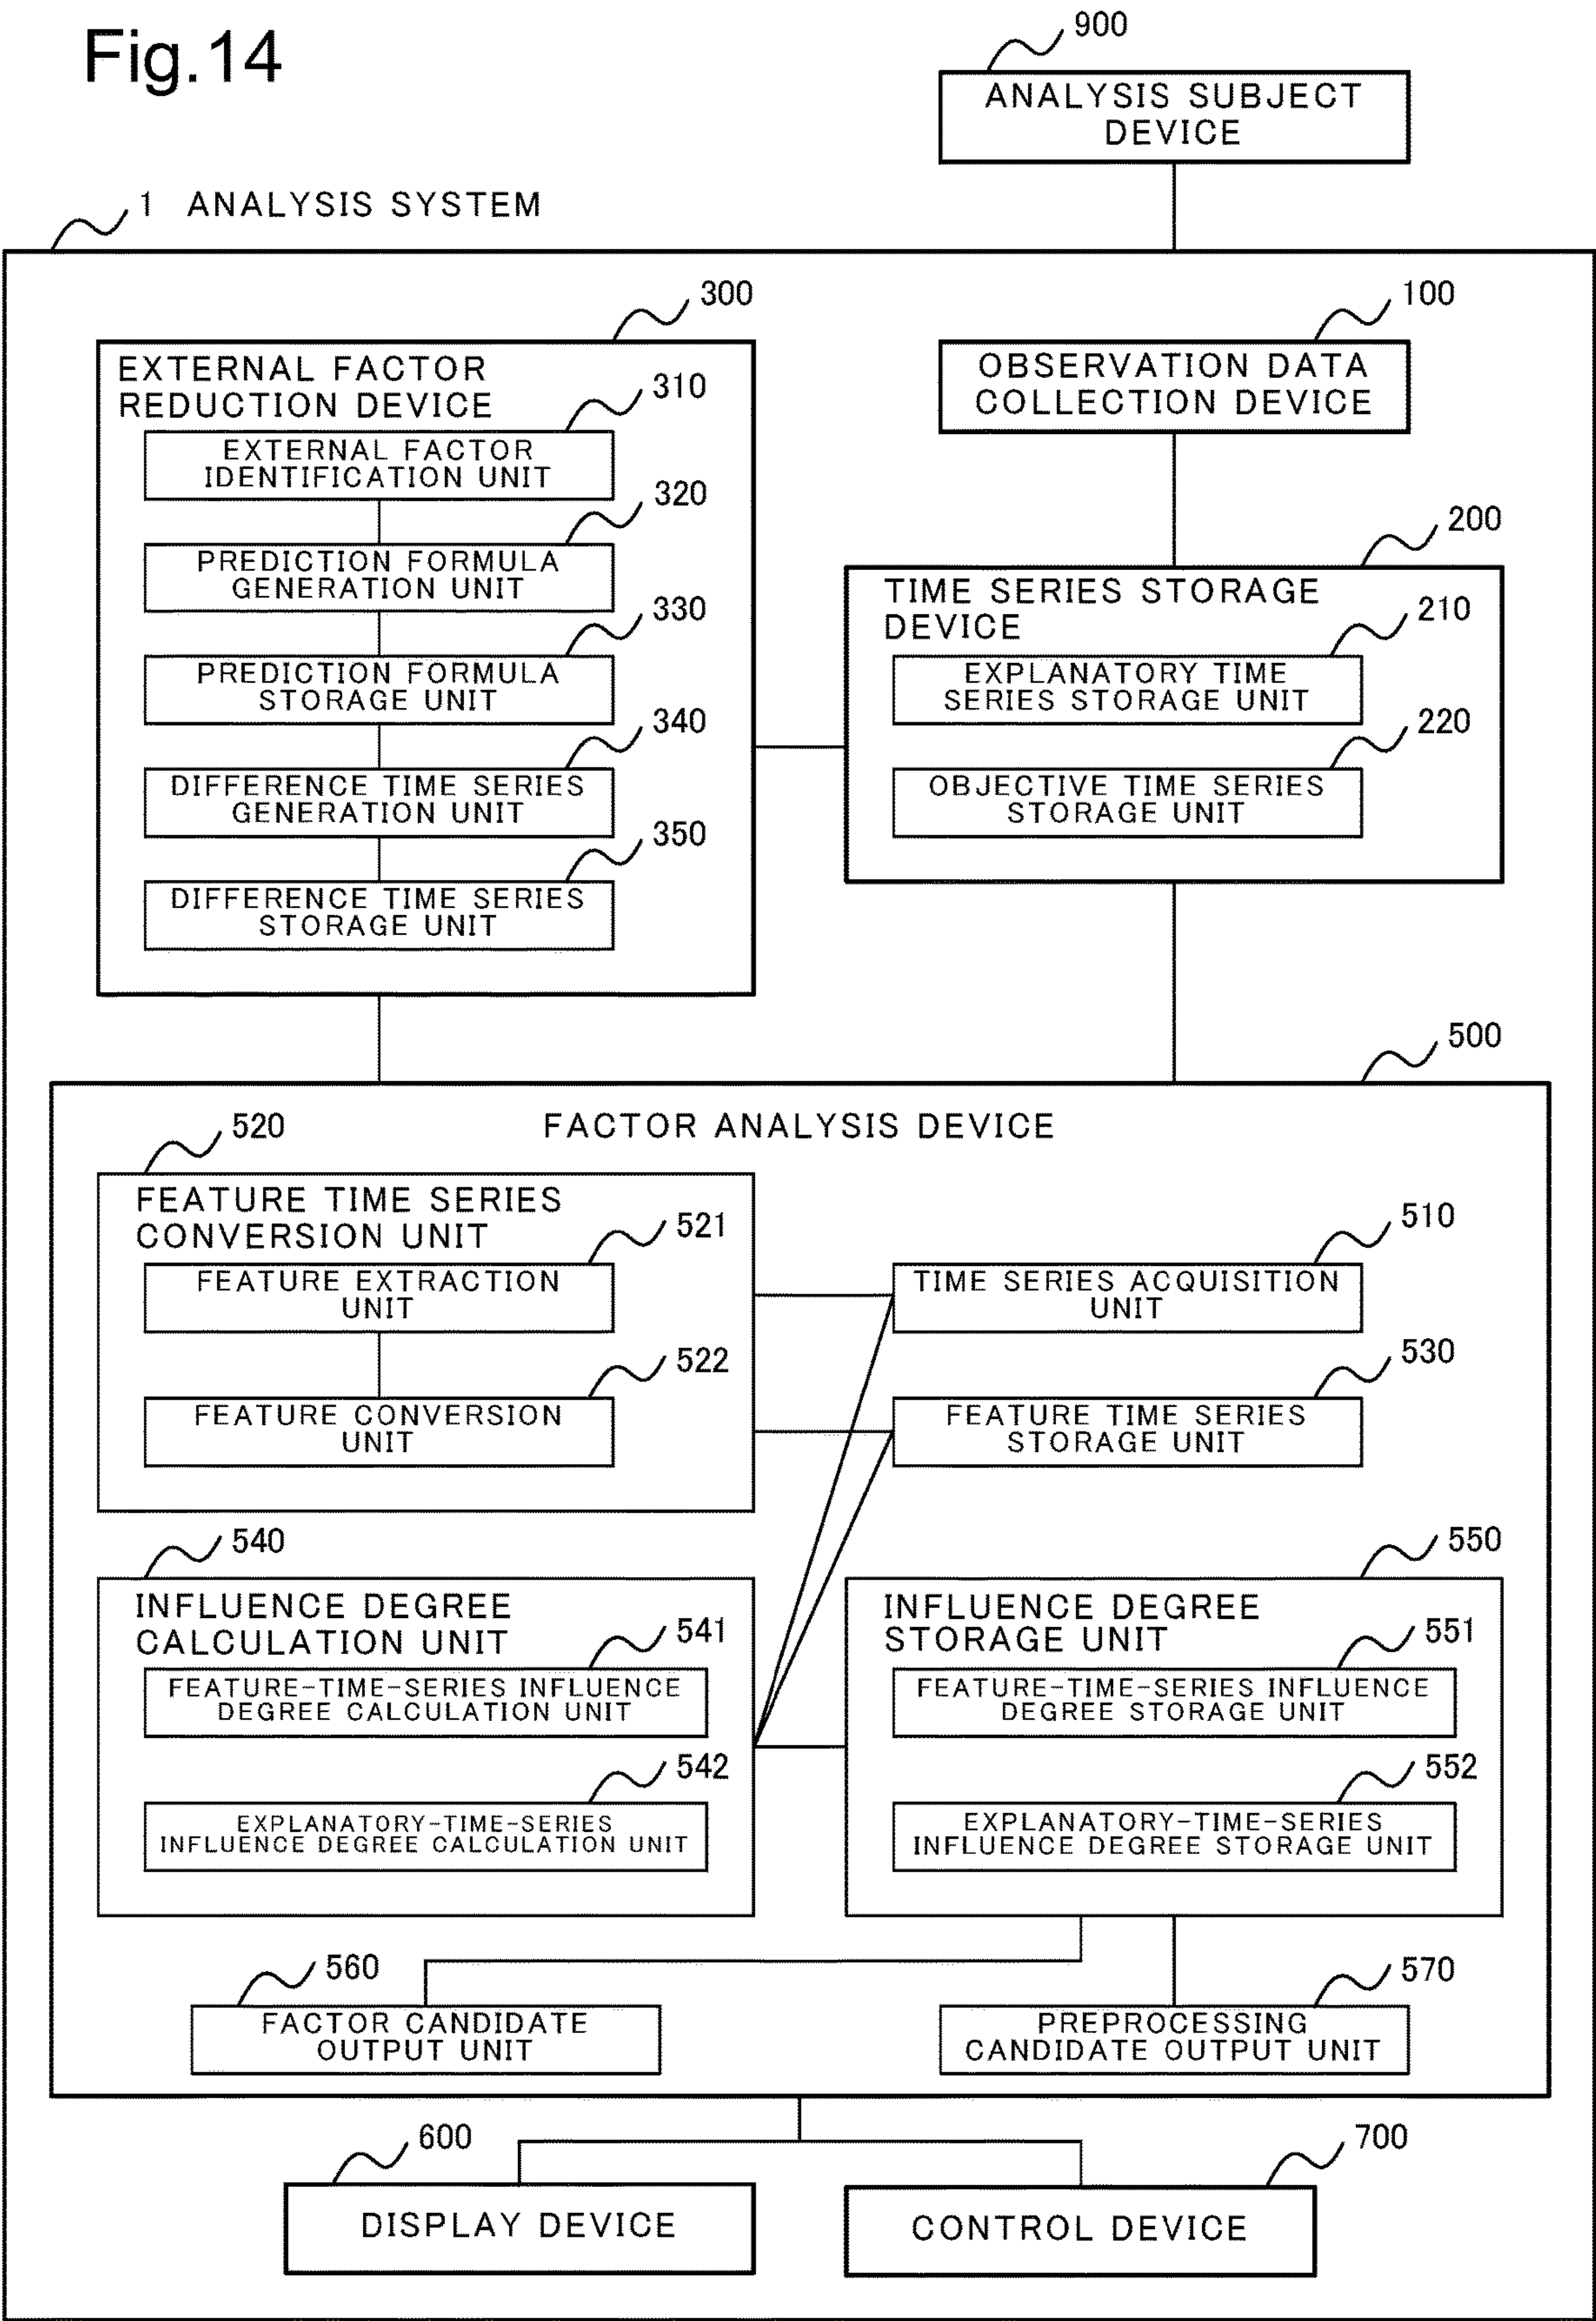 Fig.14
900
ANALYSIS SUBJECT
DEVICE
1 ANALYSIS SYSTEM
300
EXTERNAL FACTOR
REDUCTION DEVICE
310
EXTERNAL FACTOR
IDENTIFICATION UNIT
320
PREDICTION FORMULA
GENERATION UNIT
330
PREDICTION FORMULA
STORAGE UNIT
340
DIFFERENCE TIME SERIES
GENERATION UNIT
350
DIFFERENCE TIME SERIES
STORAGE UNIT
100
OBSERVATION DATA
COLLECTION DEVICE
200
TIME SERIES STORAGE
DEVICE
210
EXPLANATORY TIME
SERIES STORAGE UNIT
220
OBJECTIVE TIME SERIES
STORAGE UNIT
500
FACTOR ANALYSIS DEVICE
520
FEATURE TIME SERIES
CONVERSION UNIT
521
FEATURE EXTRACTION
UNIT
522
FEATURE CONVERSION
UNIT
510
TIME SERIES ACQUISITION
UNIT
530
FEATURE TIME SERIES
STORAGE UNIT
540
INFLUENCE DEGREE
CALCULATION UNIT
541
FEATURE-TIME-SERIES INFLUENCE
DEGREE CALCULATION UNIT
542
EXPLANATORY-TIME-SERIES
INFLUENCE DEGREE CALCULATION UNIT
550
INFLUENCE DEGREE
STORAGE UNIT
551
FEATURE-TIME-SERIES INFLUENCE
DEGREE STORAGE UNIT
552
EXPLANATORY-TIME-SERIES
INFLUENCE DEGREE STORAGE UNIT
560
FACTOR CANDIDATE
OUTPUT UNIT
570
PREPROCESSING
CANDIDATE OUTPUT UNIT
600
DISPLAY DEVICE
700
CONTROL DEVICE